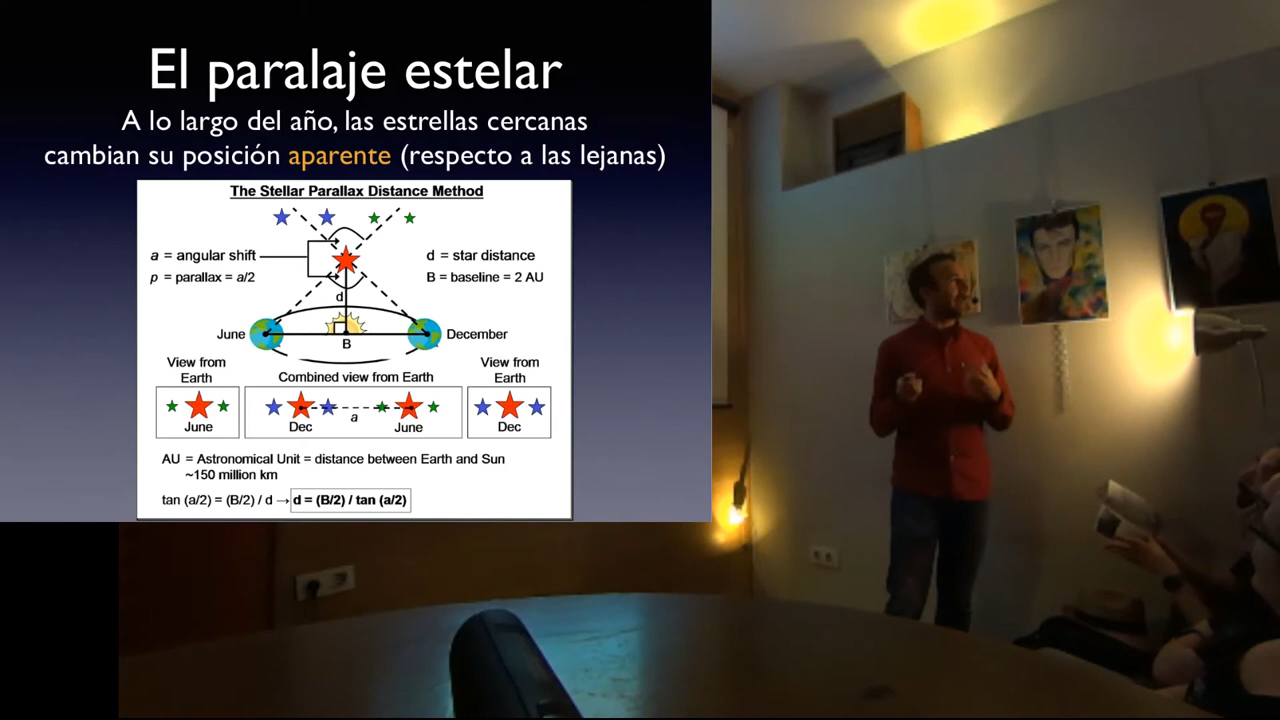 El paralaje estelar
A lo largo del año, las estrellas cercanas
cambian su posición aparente (respecto a las lejanas)
The Stellar Parallax Distance Method
a = angular shift
p = parallax = a/2
d = star distance
B = baseline = 2 AU
d
June
December
B
View from
Earth
June
Combined view from Earth
a
Dec
June
View from
Earth
Dec
AU = Astronomical Unit = distance between Earth and Sun
~150 million km
tan (a/2) = (B/2) / d → d = (B/2) / tan (a/2)